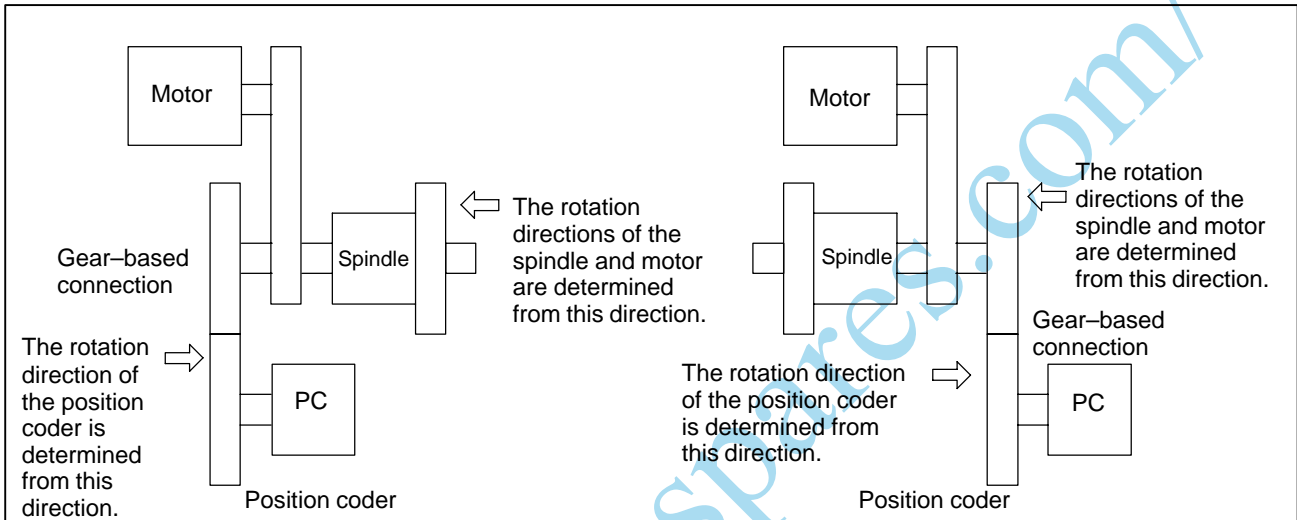 Motor
Spindle
Gear–based
connection
The rotation
directions of the
spindle and motor
are determined
from this direction.
The rotation
direction of
the position
coder is
determined
from this
direction.
PC
Position coder
Motor
Spindle
The rotation
directions of the
spindle and motor
are determined
from this direction.
Gear–based
connection
The rotation direction
of the position coder
is determined from
this direction.
PC
Position coder
spares.com/